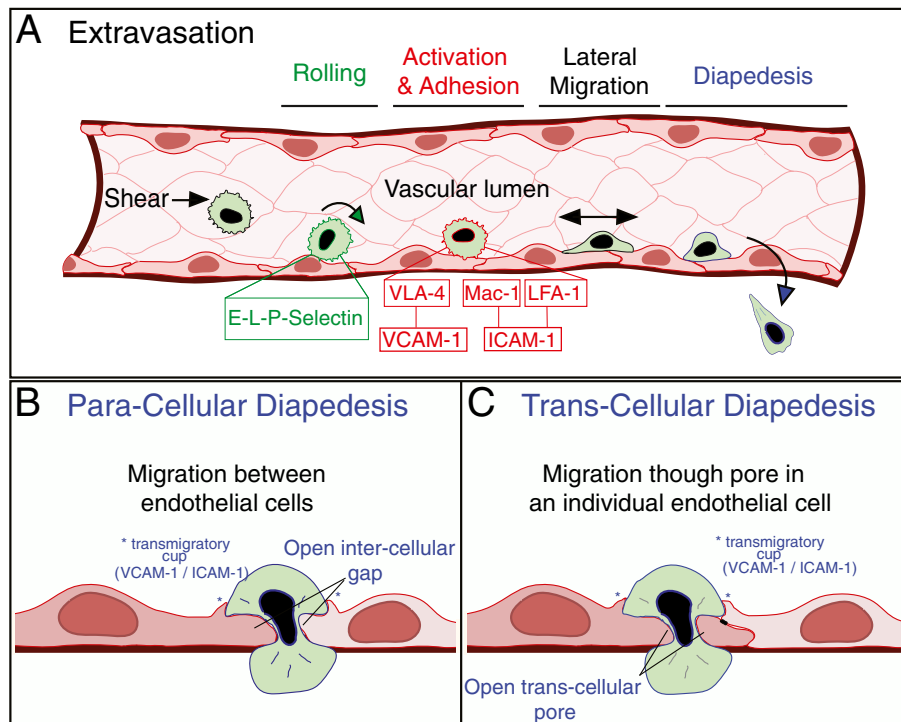 A Extravasation
Rolling
Activation
& Adhesion
Lateral
Migration
Diapedesis
Shear
Vascular lumen
E-L-P-Selectin
VLA-4
Mac-1
LFA-1
VCAM-1
ICAM-1
B Para-Cellular Diapedesis
Migration between
endothelial cells
* transmigratory
cup
(VCAM-1 / ICAM-1)
Open inter-cellular
gap
*
*
C Trans-Cellular Diapedesis
Migration though pore in
an individual endothelial cell
* transmigratory
cup
(VCAM-1 / ICAM-1)
*
*
Open trans-cellular
pore